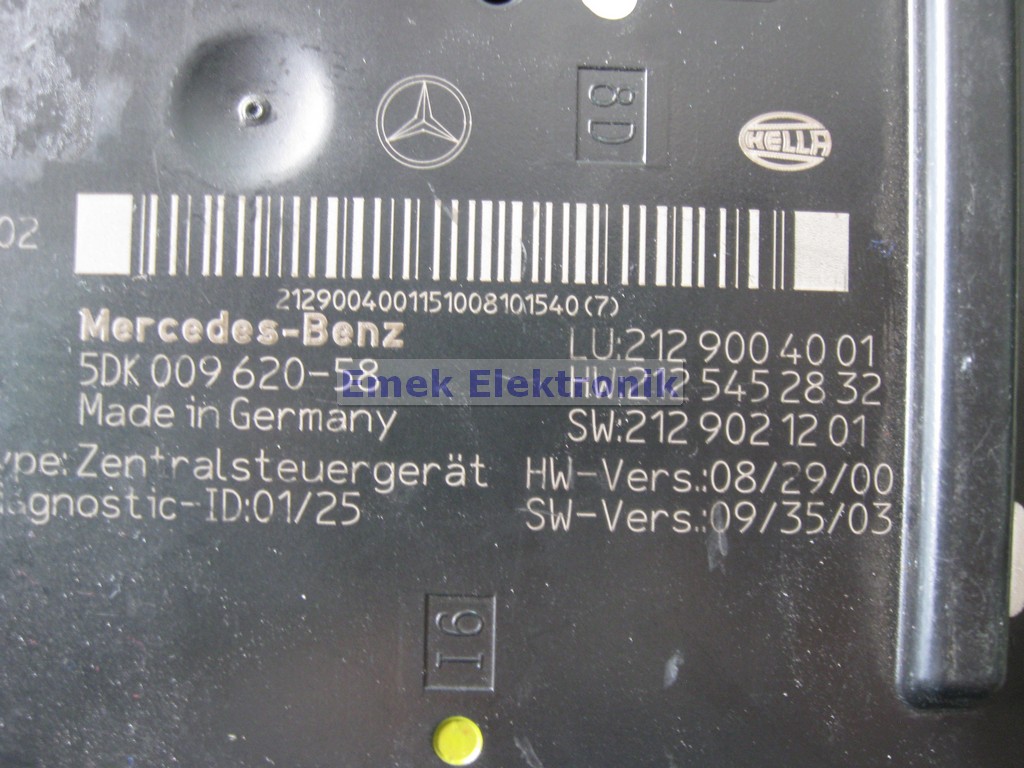 8D
HELLA
02
2129004001151008101540(7)
Mercedes-Benz
LU:212 900 40 01
5DK 009 620-58
HW:212 545 28 32
Emek Elektronik
Made in Germany
SW:212 902 12 01
ype: Zentralsteuergerät
HW-Vers.:08/29/00
agnostic-ID:01/25
SW-Vers.:09/35/03
I6